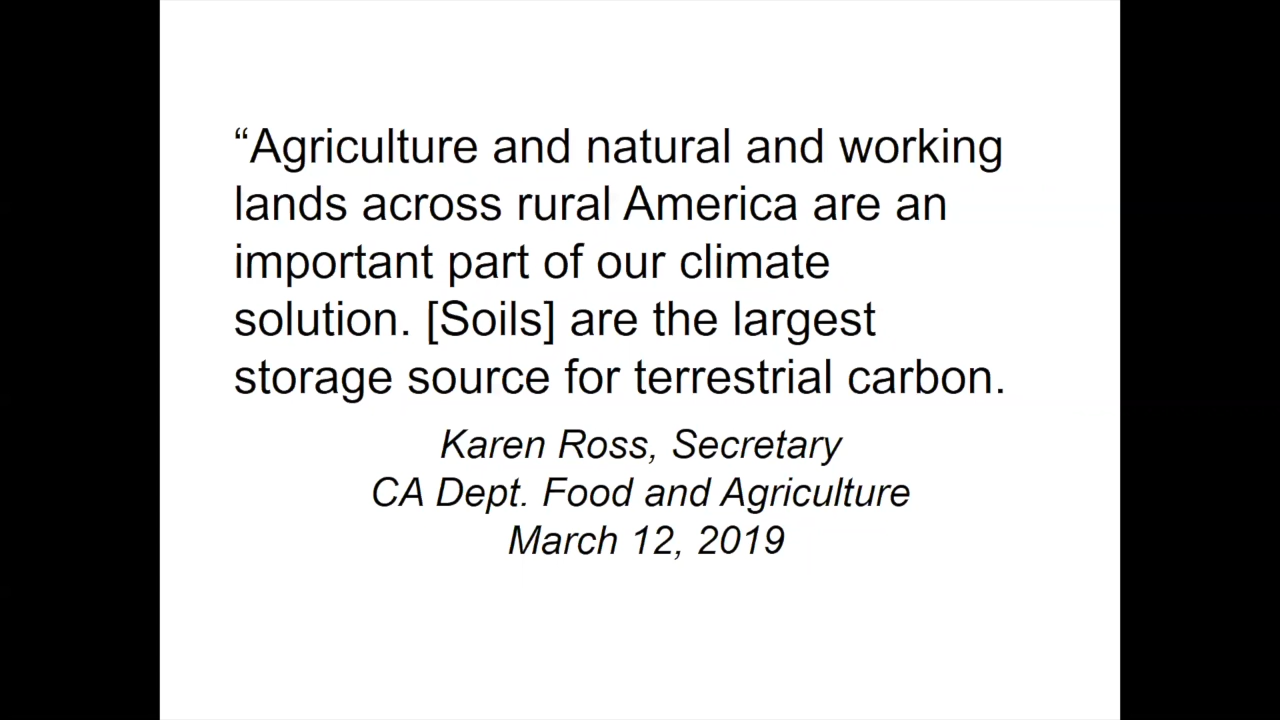 “Agriculture and natural and working
lands across rural America are an
important part of our climate
solution. [Soils] are the largest
storage source for terrestrial carbon.
Karen Ross, Secretary
CA Dept. Food and Agriculture
March 12, 2019